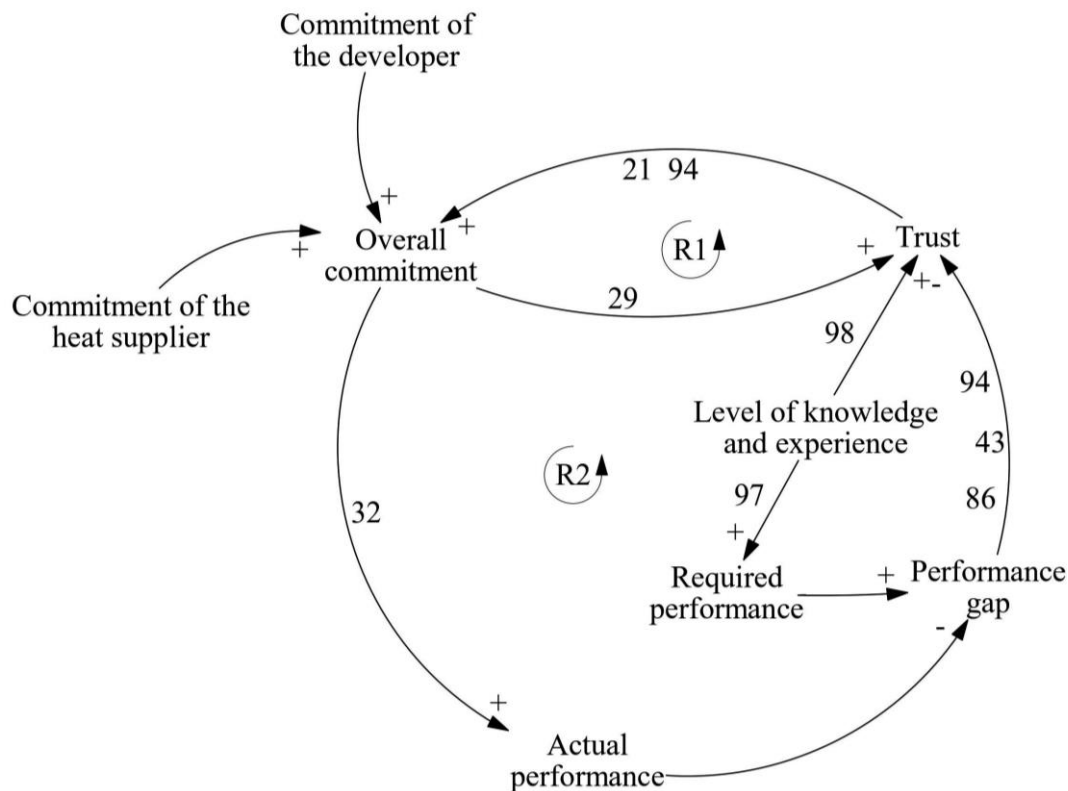 Commitment of
the developer
21 94
+
+
Overall
commitment
+
R1
+
Trust
Commitment of the
heat supplier
29
+-
98
94
Level of knowledge
and experience
43
R2
97
86
32
+
Required
performance
+
Performance
gap
-
+
Actual
performance